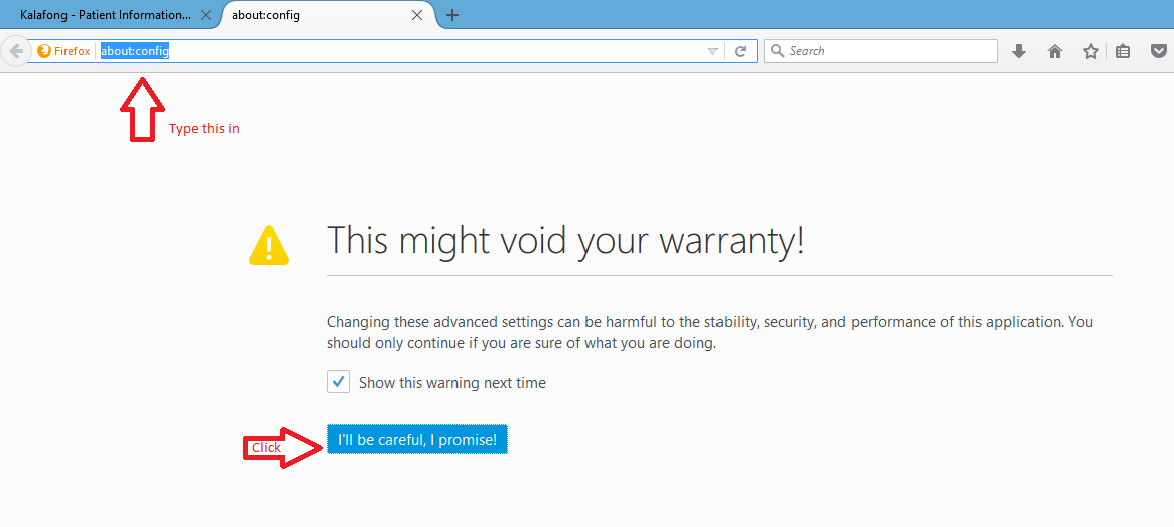 Kalafong - Patient Information...
about:config
Firefox about:config
Search
Type this in
This might void your warranty!
Changing these advanced settings can be harmful to the stability, security, and performance of this application. You
should only continue if you are sure of what you are doing.
Show this warning next time
Click
I'll be careful, I promise!